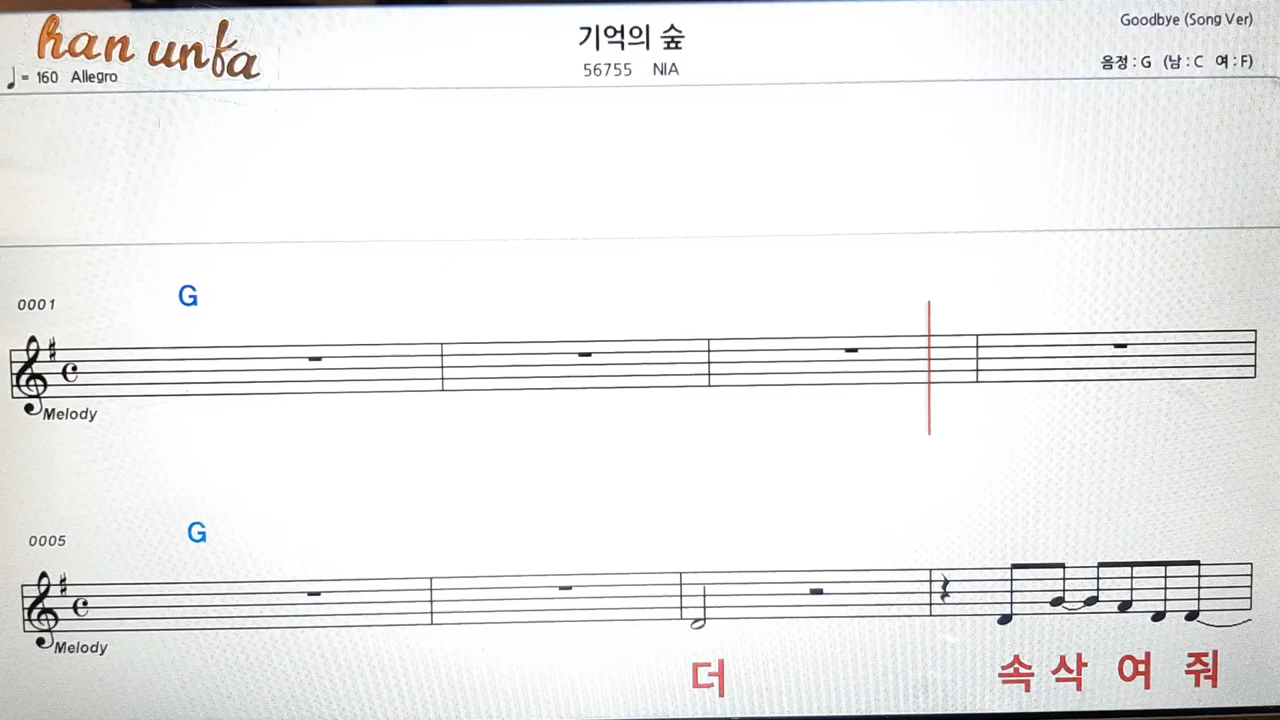 han unfa
기억의 숲
Goodbye (Song Ver)
♩ = 160 Allegro
56755 NIA
음정 : G (남 : C 여 : F)
0001
G
Melody
0005
G
Melody
더 속 삭 여 줘